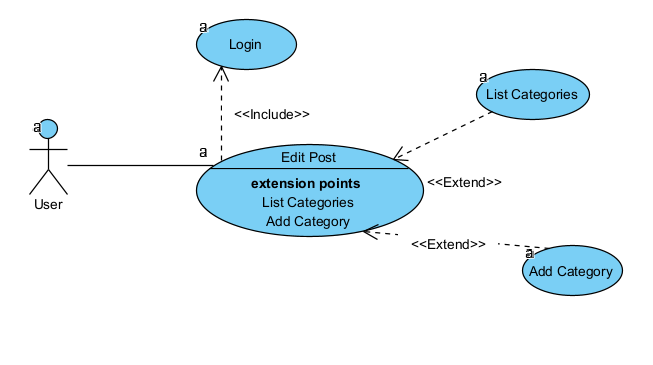 a
Login
a
List Categories
<<Include>>
a
User
a
Edit Post
extension points
List Categories
Add Category
<<Extend>>
<<Extend>>
a
Add Category